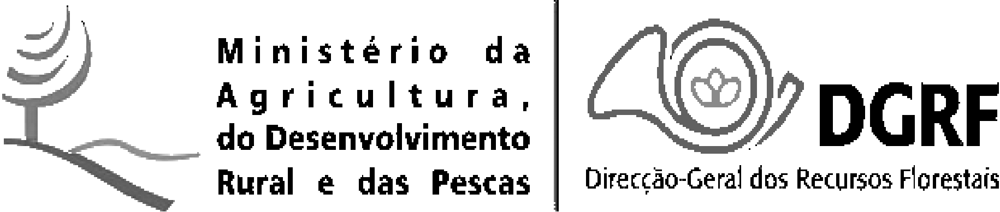 Ministério da
Agricultura,
do Desenvolvimento
Rural e das Pescas
DGRF
Direcção-Geral dos Recursos Florestais